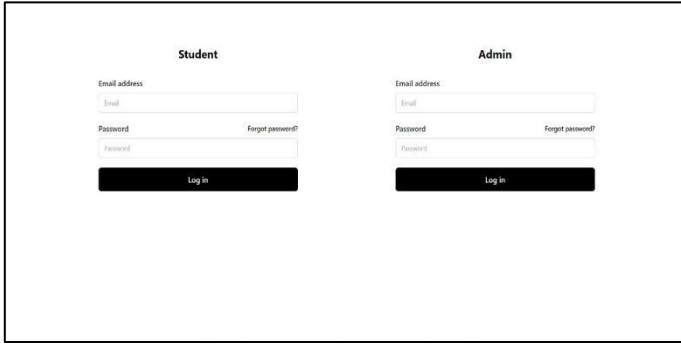 Student
Email address
Email
Password Forgot password?
Password
Log in
Admin
Email address
Email
Password Forgot password?
Password
Log in